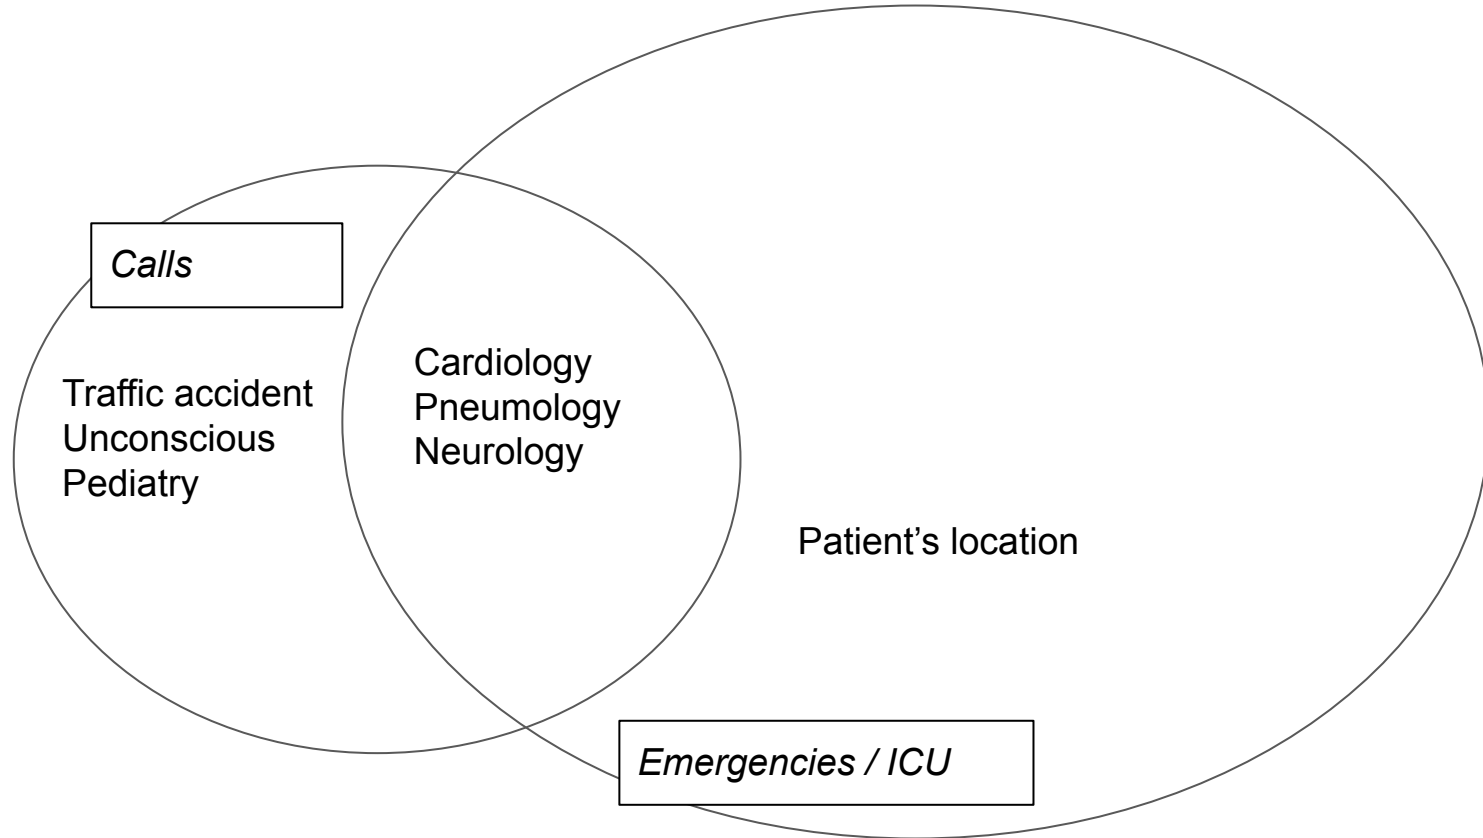 Calls
Traffic accident
Unconscious
Pediatry
Cardiology
Pneumology
Neurology
Patient’s location
Emergencies / ICU